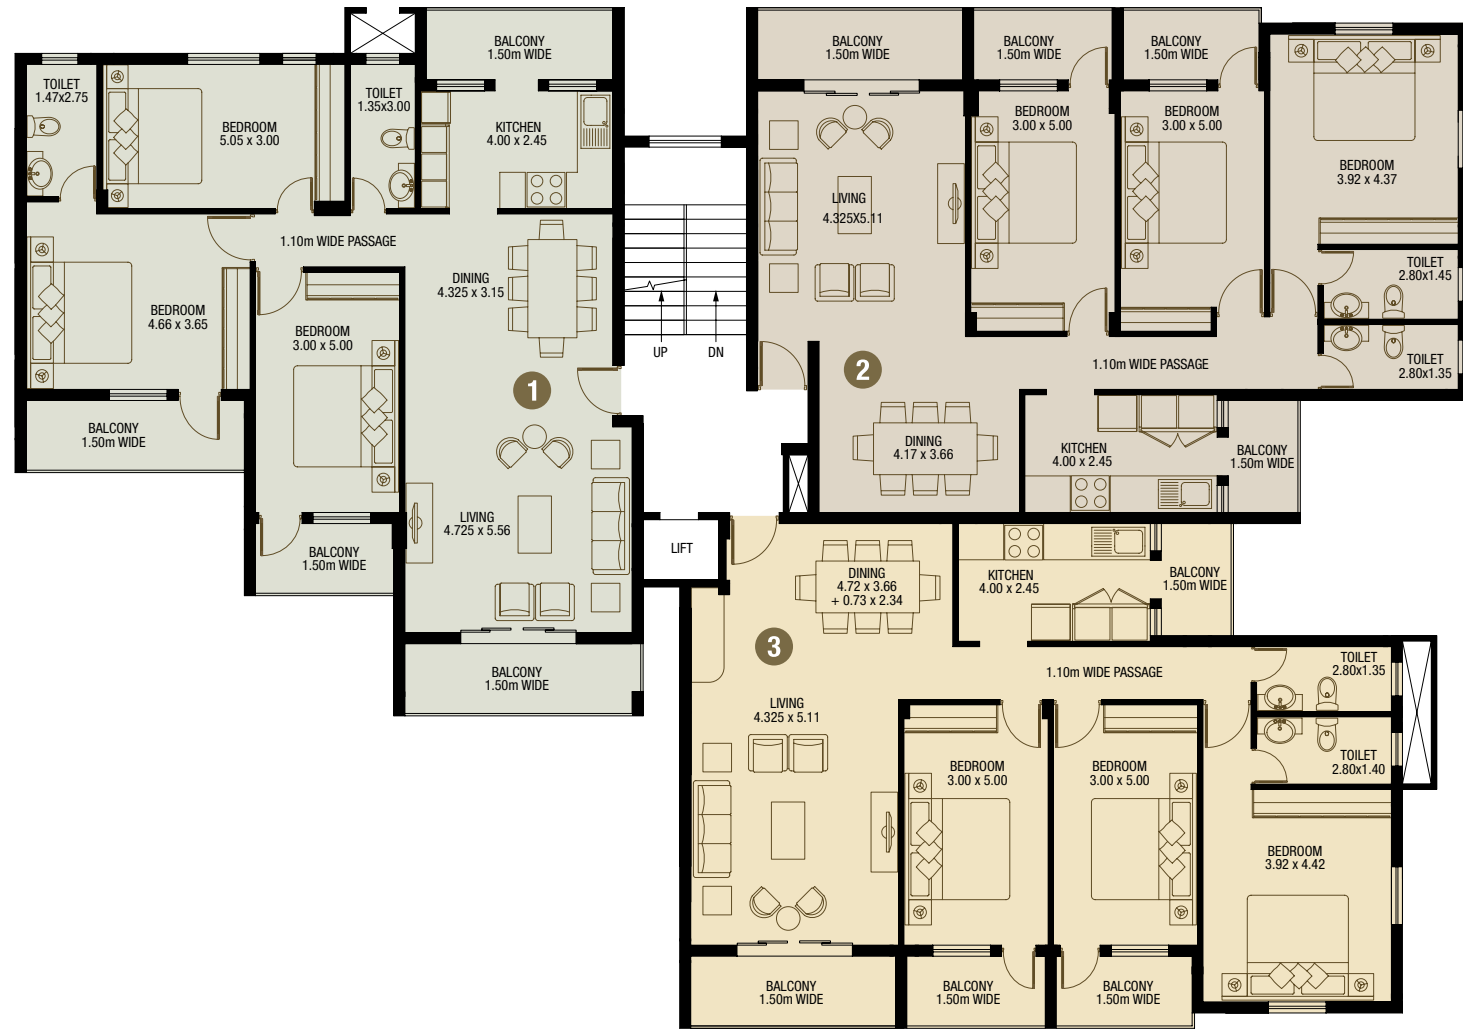 TOILET
1.47x2.75
BEDROOM
5.05 x 3.00
TOILET
1.35x3.00
BALCONY
1.50m WIDE
KITCHEN
4.00 x 2.45
1.10m WIDE PASSAGE
BEDROOM
4.66 x 3.65
BEDROOM
3.00 x 5.00
DINING
4.325 x 3.15
1
BALCONY
1.50m WIDE
LIVING
4.725 x 5.56
BALCONY
1.50m WIDE
BALCONY
1.50m WIDE
UP
DN
LIFT
BALCONY
1.50m WIDE
BALCONY
1.50m WIDE
BALCONY
1.50m WIDE
BEDROOM
3.00 x 5.00
BEDROOM
3.00 x 5.00
BEDROOM
3.92 x 4.37
LIVING
4.325X5.11
TOILET
2.80x1.45
TOILET
2.80x1.35
1.10m WIDE PASSAGE
2
DINING
4.17 x 3.66
KITCHEN
4.00 x 2.45
BALCONY
1.50m WIDE
DINING
4.72 x 3.66
+ 0.73 x 2.34
KITCHEN
4.00 x 2.45
BALCONY
1.50m WIDE
3
1.10m WIDE PASSAGE
TOILET
2.80x1.35
LIVING
4.325 x 5.11
TOILET
2.80x1.40
BEDROOM
3.00 x 5.00
BEDROOM
3.00 x 5.00
BEDROOM
3.92 x 4.42
BALCONY
1.50m WIDE
BALCONY
1.50m WIDE
BALCONY
1.50m WIDE